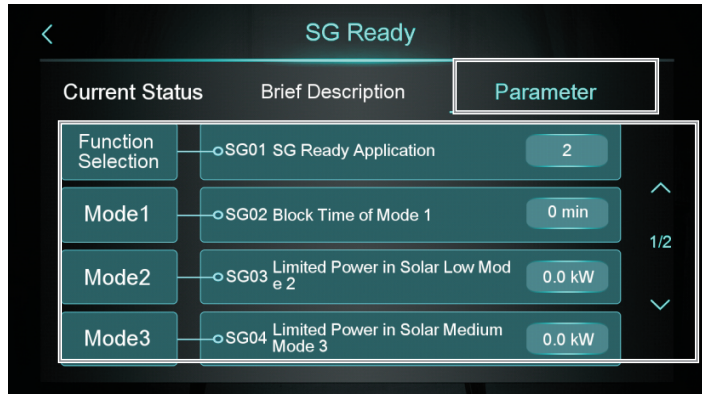 SG Ready
Current Status Brief Description Parameter
Function
Selection
SG01 SG Ready Application 2
Mode1
SG02 Block Time of Mode 1 0 min
1/2
Mode2
SG03 Limited Power in Solar Low Mod
e 2
0.0 kW
Mode3
SG04 Limited Power in Solar Medium
Mode 3
0.0 kW